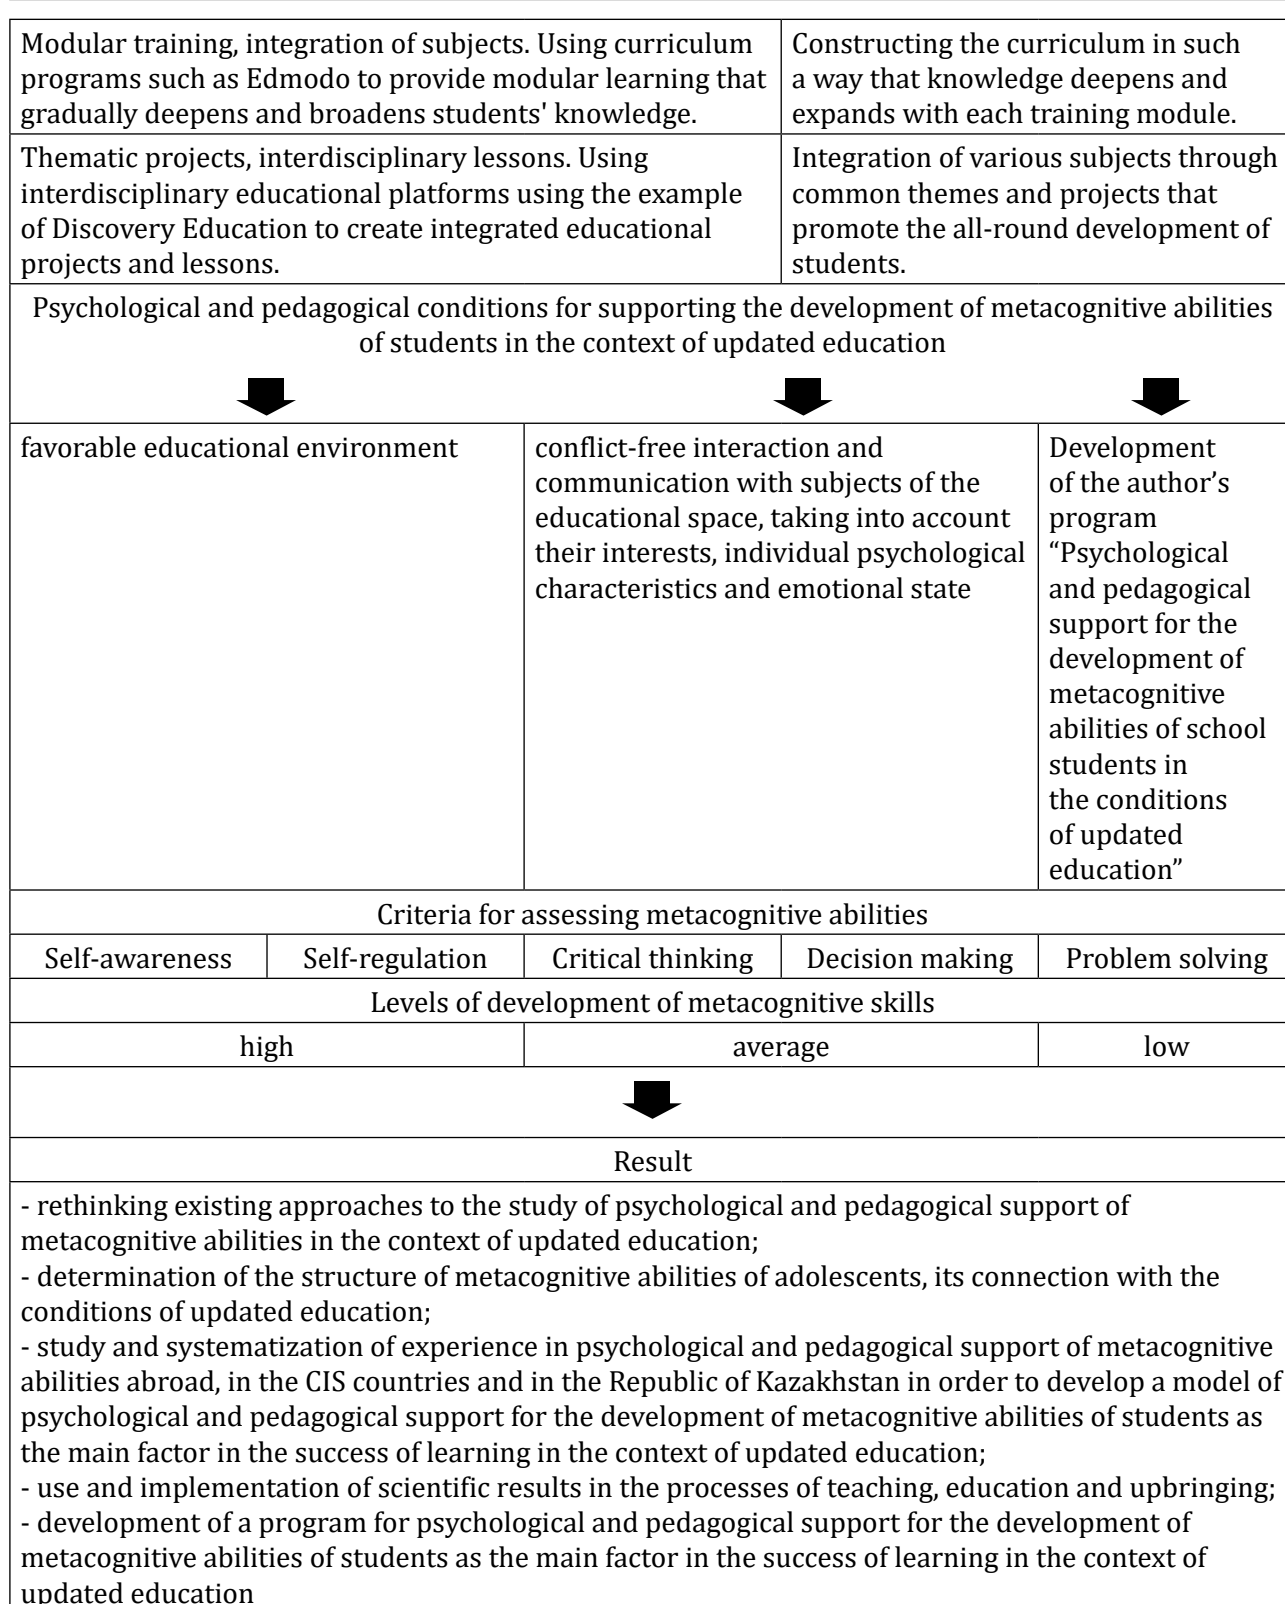 Modular training, integration of subjects. Using curriculum
programs such as Edmodo to provide modular learning that
gradually deepens and broadens students' knowledge.
Constructing the curriculum in such
a way that knowledge deepens and
expands with each training module.
Thematic projects, interdisciplinary lessons. Using
interdisciplinary educational platforms using the example
of Discovery Education to create integrated educational
projects and lessons.
Integration of various subjects through
common themes and projects that
promote the all-round development of
students.
Psychological and pedagogical conditions for supporting the development of metacognitive abilities
of students in the context of updated education
favorable educational environment
conflict-free interaction and
communication with subjects of the
educational space, taking into account
their interests, individual psychological
characteristics and emotional state
Development
of the author’s
program
“Psychological
and pedagogical
support for the
development of
metacognitive
abilities of school
students in
the conditions
of updated
education”
Criteria for assessing metacognitive abilities
Self-awareness
Self-regulation
Critical thinking
Decision making
Problem solving
Levels of development of metacognitive skills
high
average
low
Result
- rethinking existing approaches to the study of psychological and pedagogical support of
metacognitive abilities in the context of updated education;
- determination of the structure of metacognitive abilities of adolescents, its connection with the
conditions of updated education;
- study and systematization of experience in psychological and pedagogical support of metacognitive
abilities abroad, in the CIS countries and in the Republic of Kazakhstan in order to develop a model of
psychological and pedagogical support for the development of metacognitive abilities of students as
the main factor in the success of learning in the context of updated education;
- use and implementation of scientific results in the processes of teaching, education and upbringing;
- development of a program for psychological and pedagogical support for the development of
metacognitive abilities of students as the main factor in the success of learning in the context of
updated education